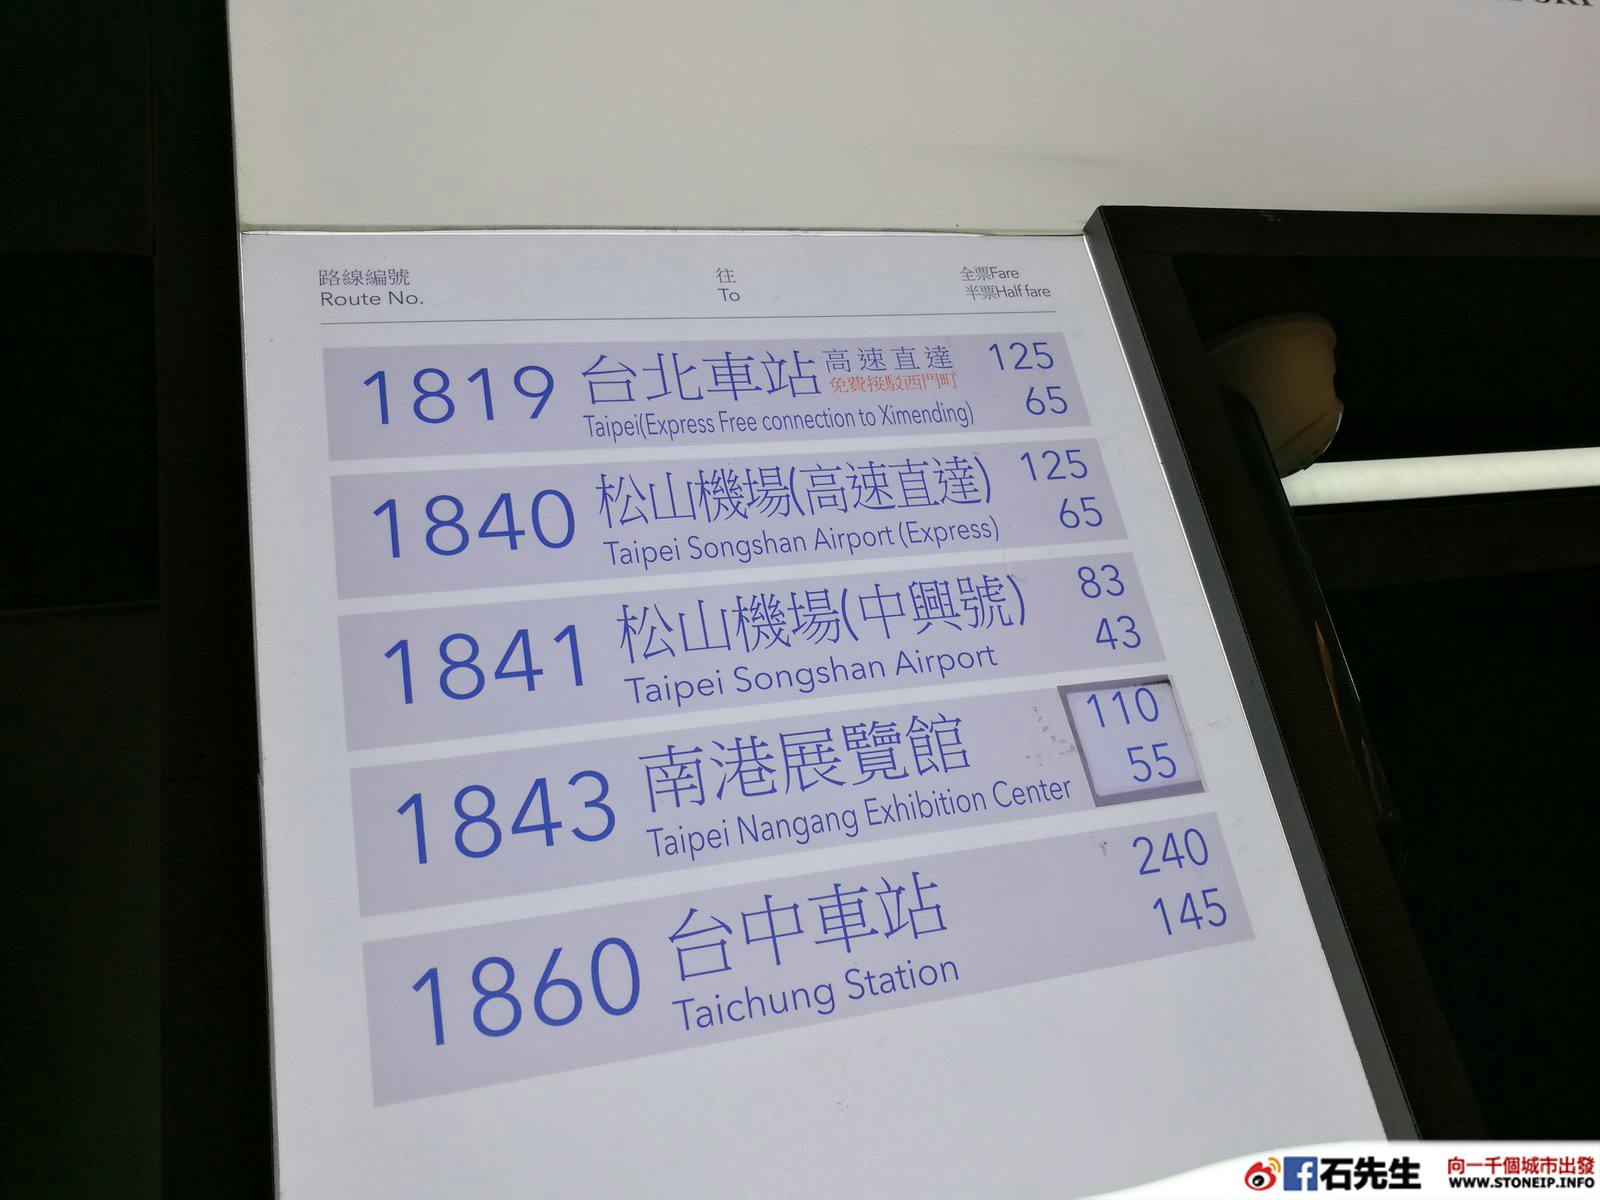 路線編號 往 全票Fare
Route No. To 半票Half fare
1819 台北車站 高速直達 125
免費接駁西門町
Taipei(Express Free connection to Ximending) 65
1840 松山機場(高速直達) 125
Taipei Songshan Airport (Express) 65
1841 松山機場(中興號) 83
Taipei Songshan Airport 43
1843 南港展覽館 110
Taipei Nangang Exhibition Center 55
1860 台中車站 240
Taichung Station 145
石先生 向一千個城市出發
WWW.STONEIP.INFO